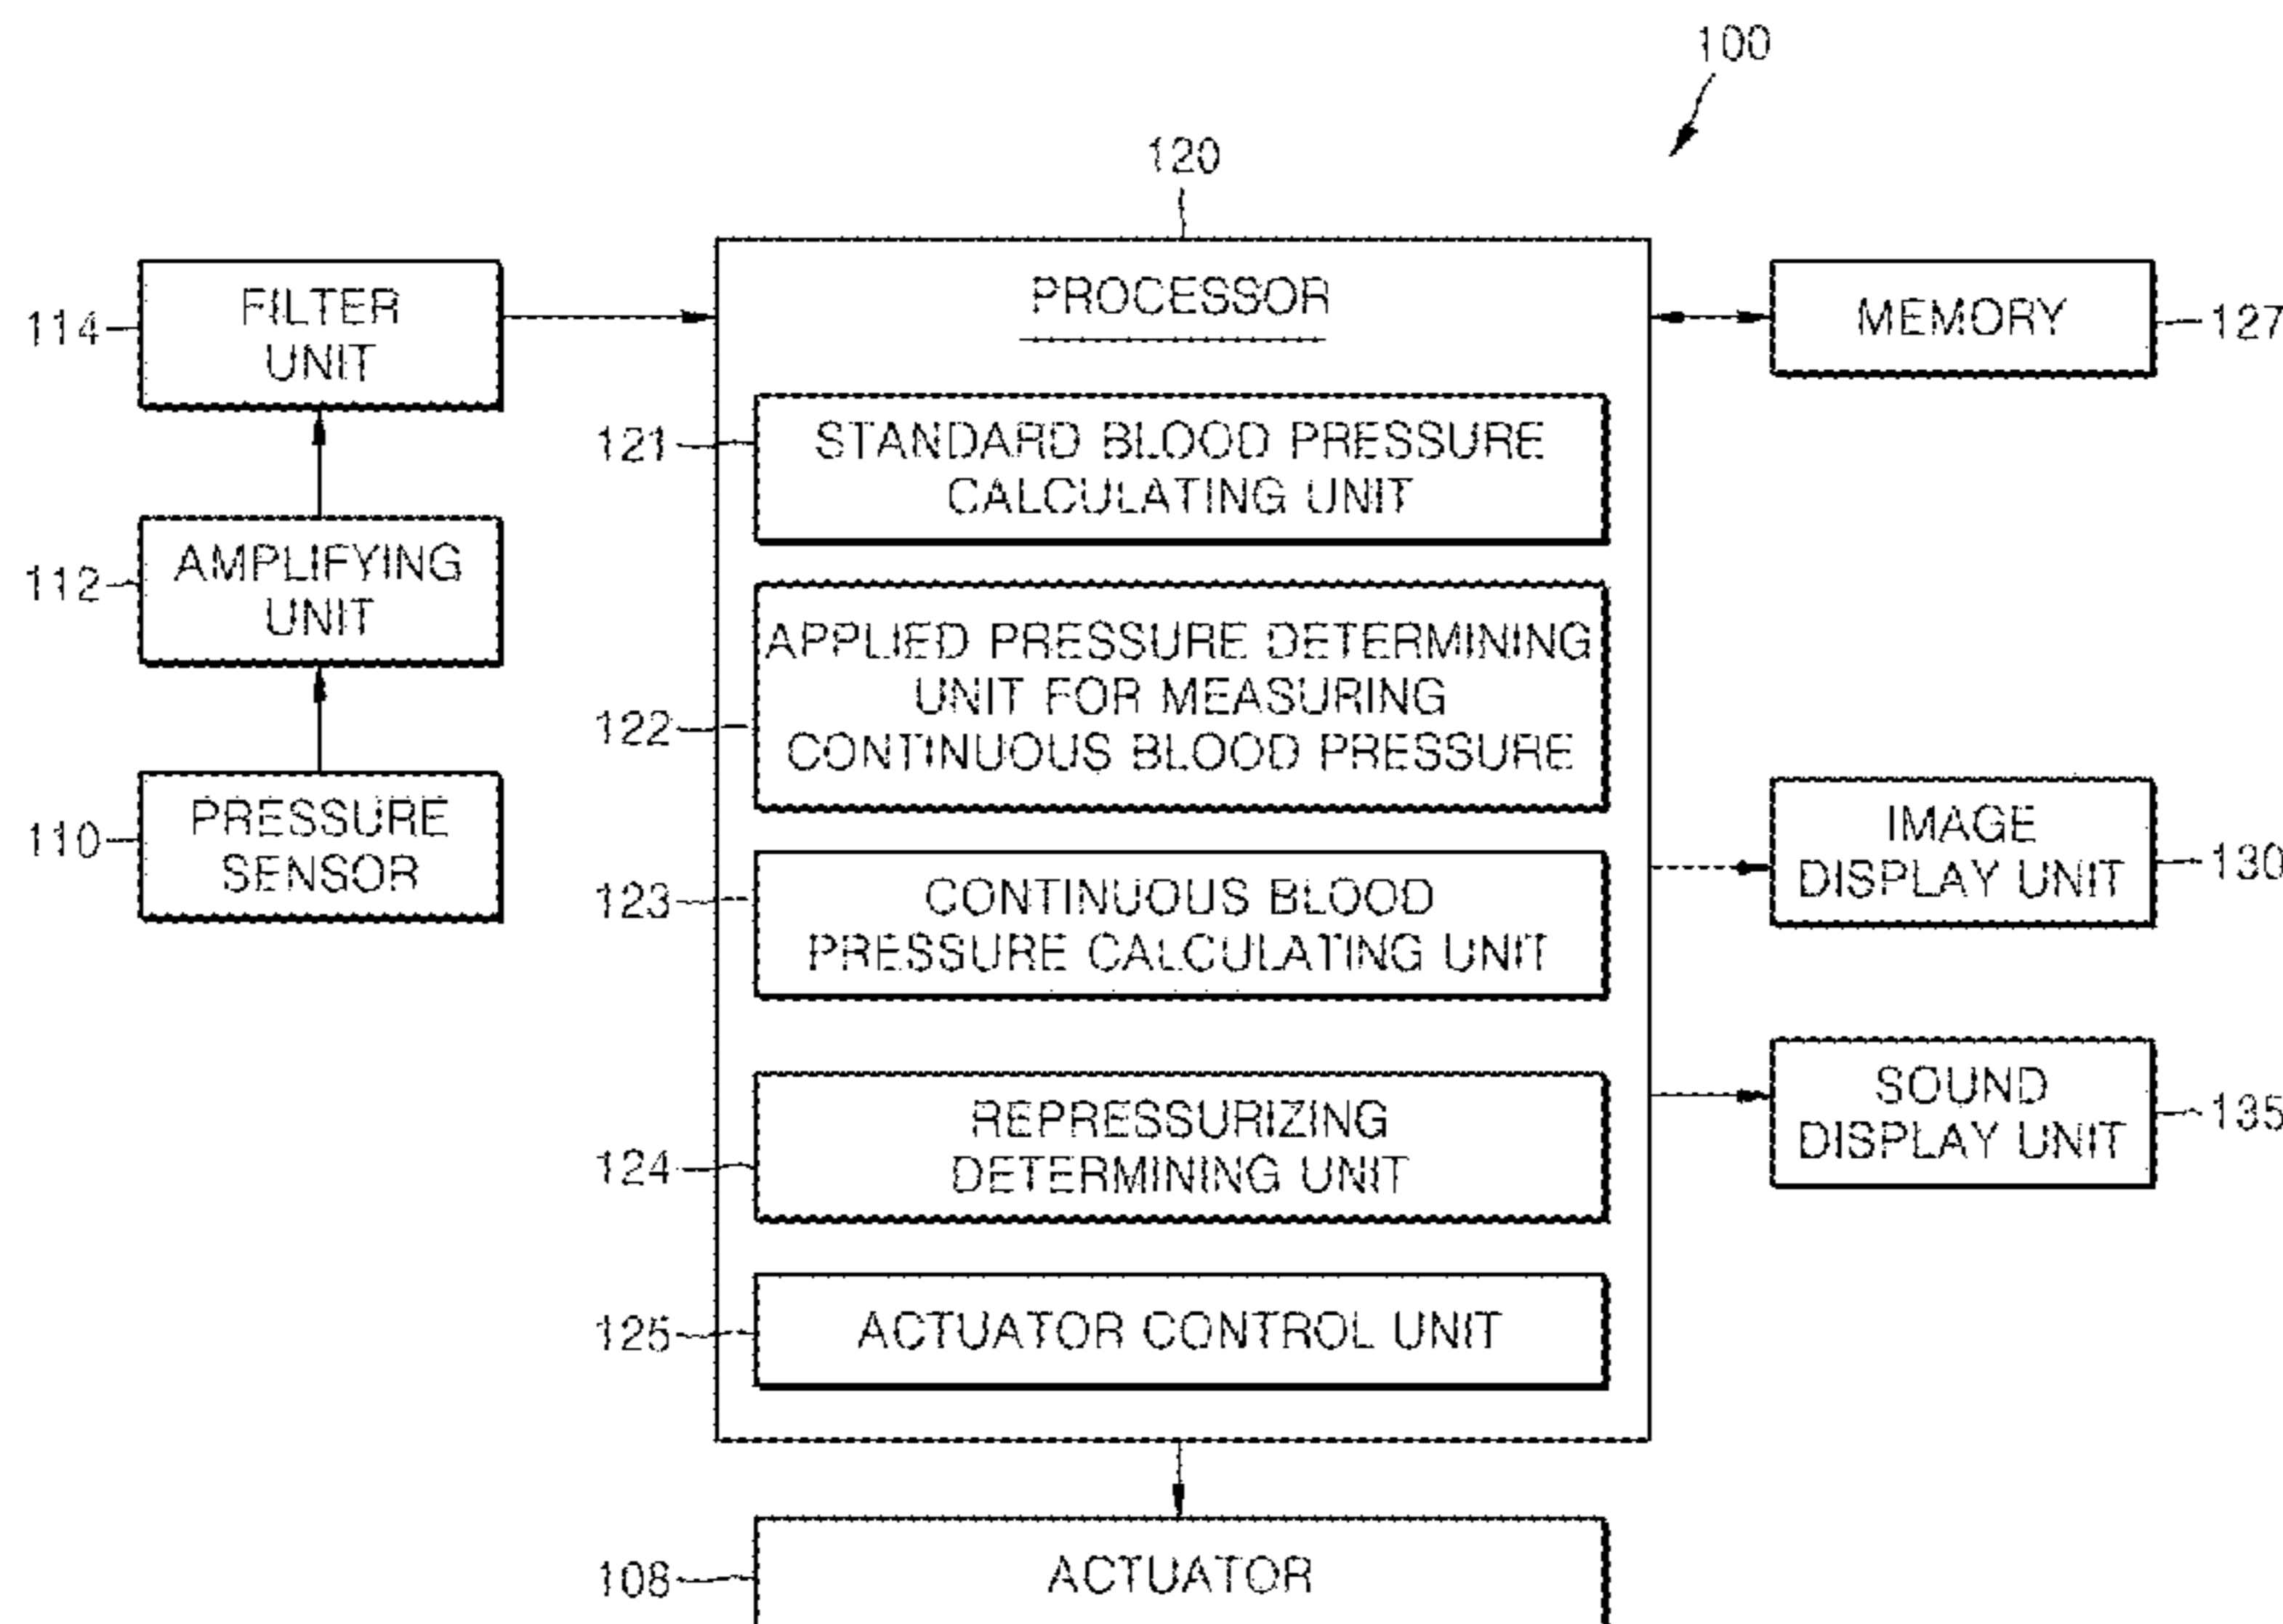 100
120
FILTER
UNIT
114
PROCESSOR
MEMORY
127
121
STANDARD BLOOD PRESSURE
CALCULATING UNIT
112
AMPLIFYING
UNIT
122
APPLIED PRESSURE DETERMINING
UNIT FOR MEASURING
CONTINUOUS BLOOD PRESSURE
110
PRESSURE
SENSOR
123
CONTINUOUS BLOOD
PRESSURE CALCULATING UNIT
IMAGE
DISPLAY UNIT
130
124
REPRESSURIZING
DETERMINING UNIT
SOUND
DISPLAY UNIT
135
125
ACTUATOR CONTROL UNIT
108
ACTUATOR